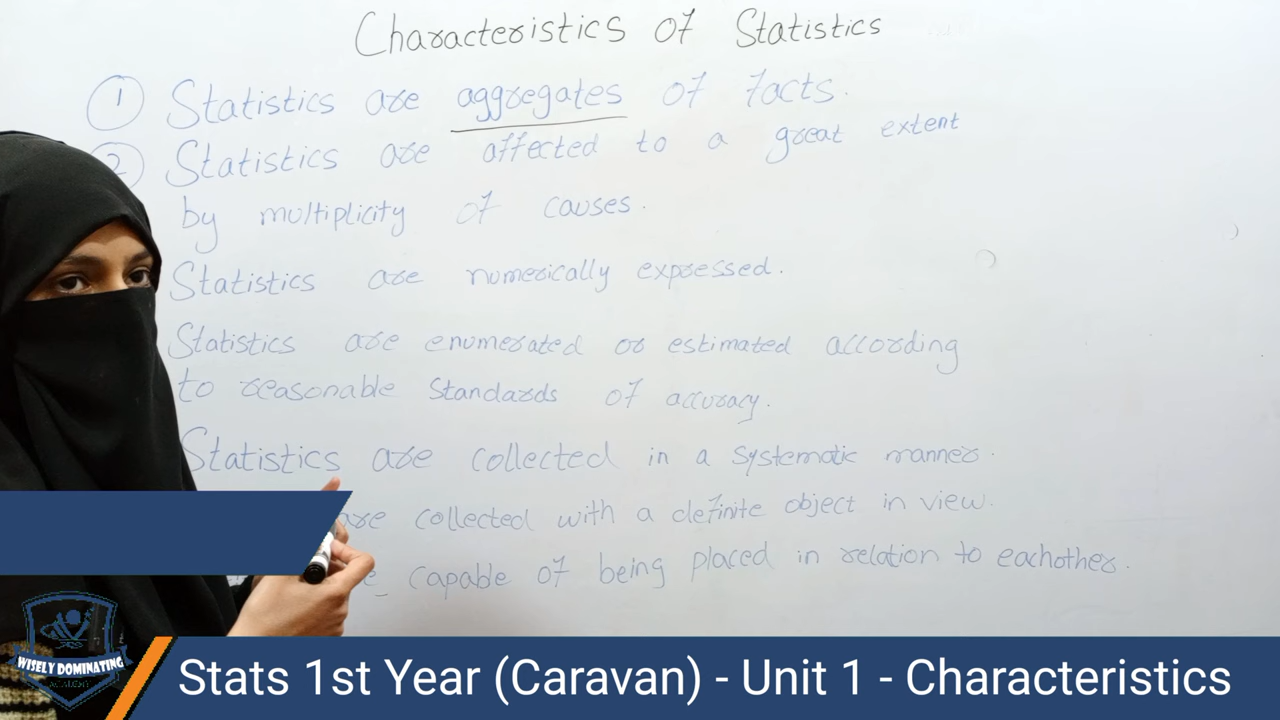 Characteristics of Statistics
1 Statistics are aggregates of facts.
2 Statistics are affected to a great extent
by multiplicity of causes.
Statistics are numerically expressed.
Statistics are enumerated or estimated according
to reasonable standards of accuracy.
Statistics are collected in a systematic manner.
are collected with a definite object in view.
capable of being placed in relation to eachother.
WISELY DOMINATING
ACADEMY
Stats 1st Year (Caravan) - Unit 1 - Characteristics